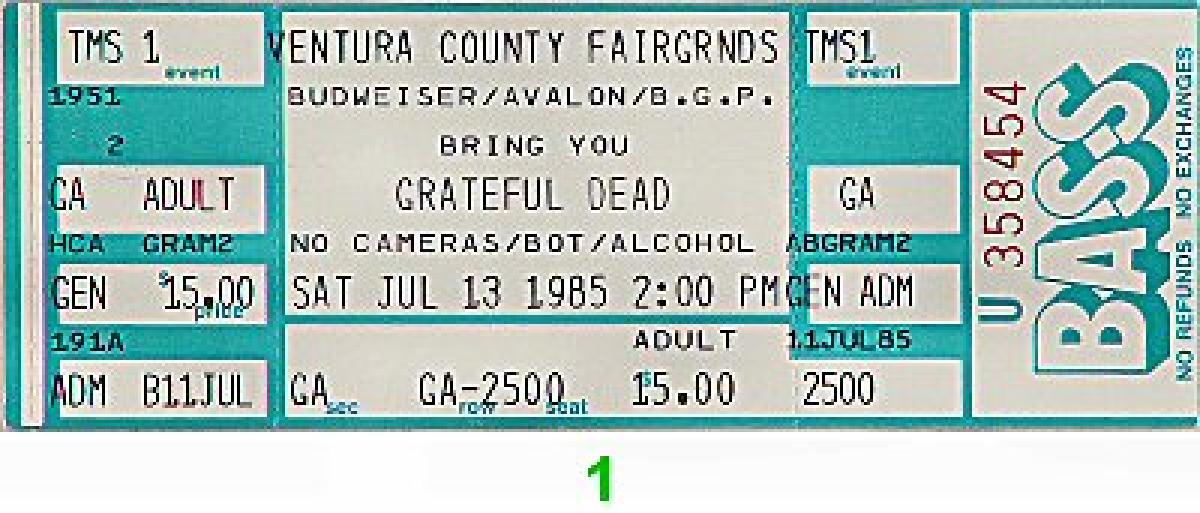 TMS 1 VENTURA COUNTY FAIRGRNDS TMS1
event event
1951 BUDWEISER/AVALON/B.G.P.
2 BRING YOU
GA ADULT GRATEFUL DEAD GA
HCA GRAM2 NO CAMERAS/BOT/ALCOHOL ABGRAM2
GEN $15.00 SAT JUL 13 1985 2:00 PM GEN ADM
price
191A ADULT 11JUL85
ADM B11JUL GA GA-2500 $15.00 2500
sec row seat
U 358454
BASS
NO REFUNDS NO EXCHANGES
1